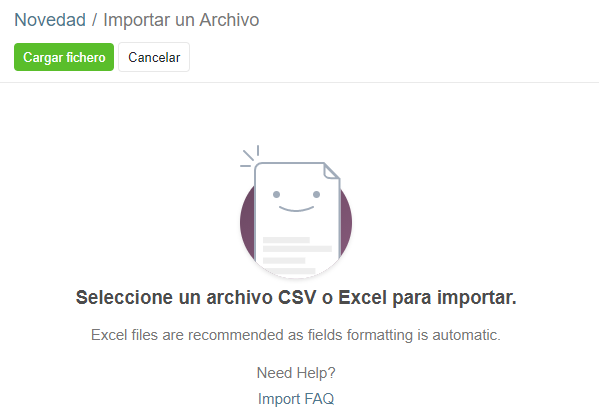 Novedad / Importar un Archivo
Cargar fichero Cancelar
Seleccione un archivo CSV o Excel para importar.
Excel files are recommended as fields formatting is automatic.
Need Help?
Import FAQ